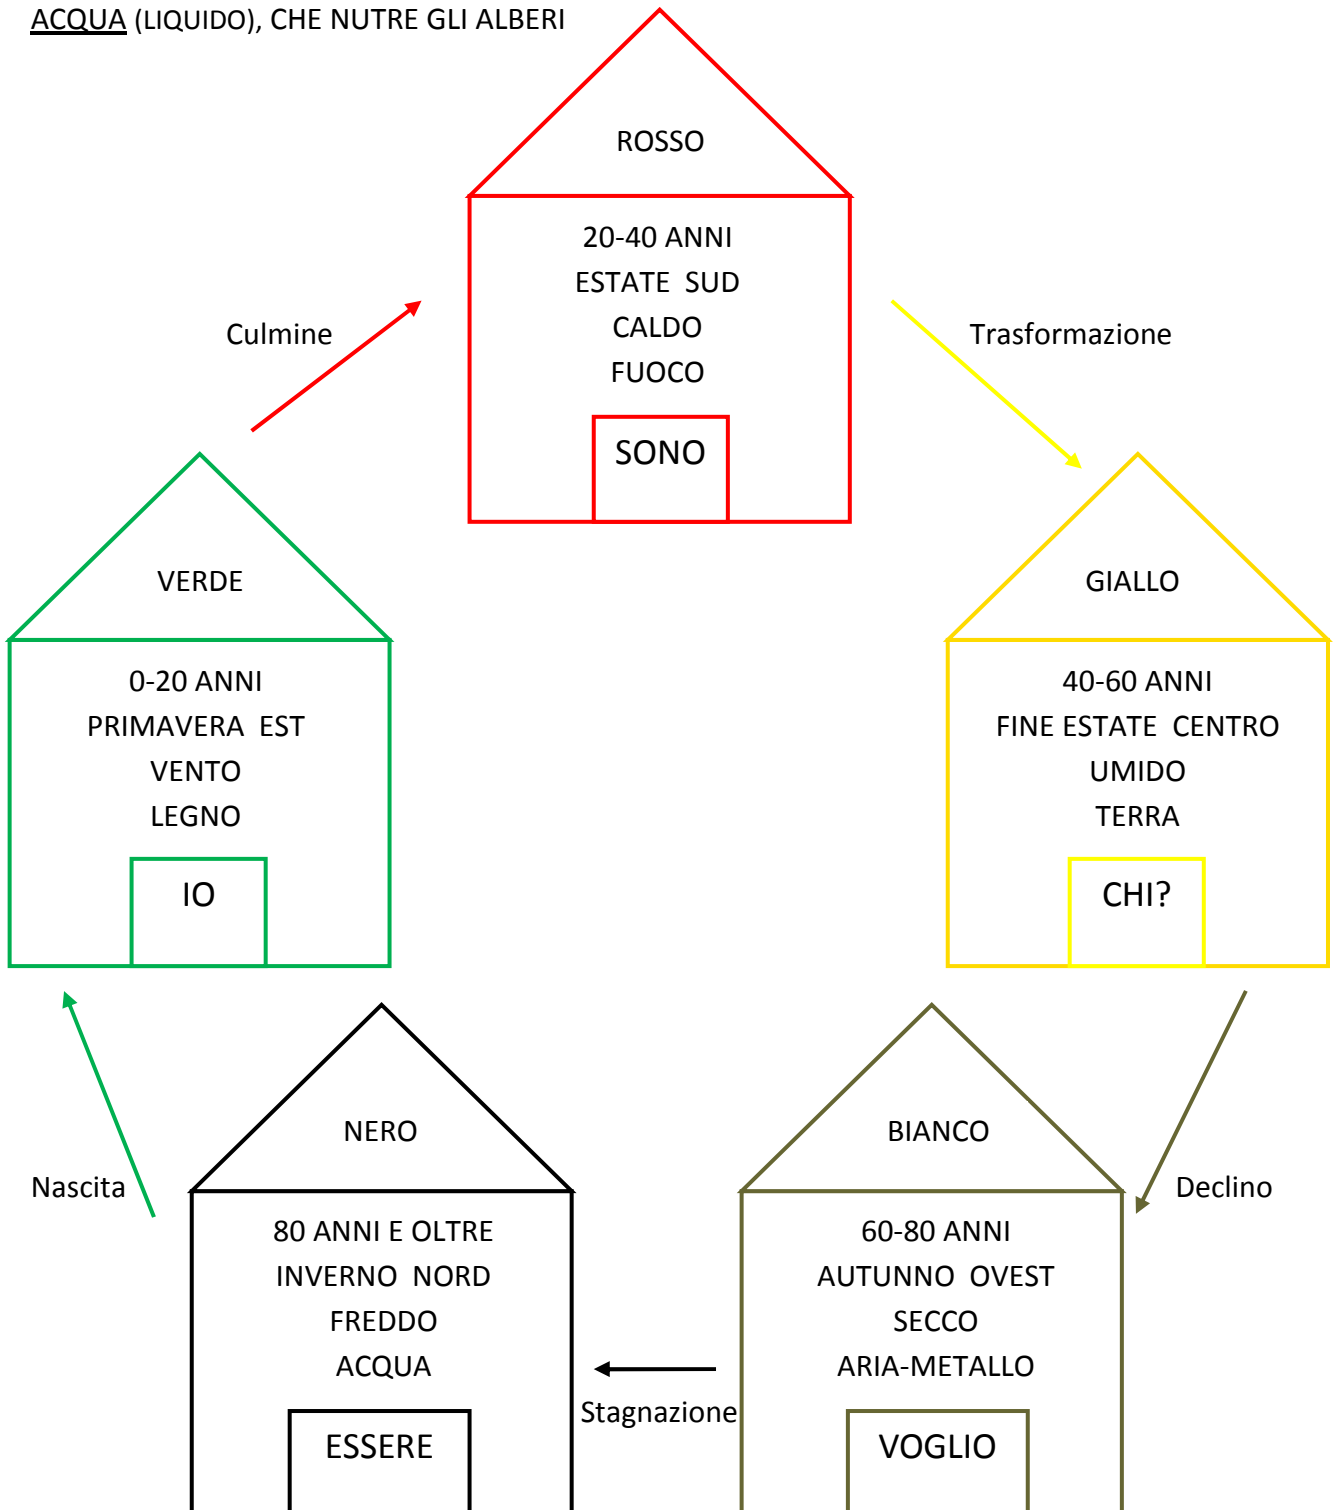 ACQUA (LIQUIDO), CHE NUTRE GLI ALBERI
ROSSO
20-40 ANNI
ESTATE SUD
CALDO
FUOCO
SONO
Culmine
Trasformazione
VERDE
0-20 ANNI
PRIMAVERA EST
VENTO
LEGNO
IO
GIALLO
40-60 ANNI
FINE ESTATE CENTRO
UMIDO
TERRA
CHI?
Nascita
NERO
80 ANNI E OLTRE
INVERNO NORD
FREDDO
ACQUA
ESSERE
Stagnazione
BIANCO
60-80 ANNI
AUTUNNO OVEST
SECCO
ARIA-METALLO
VOGLIO
Declino